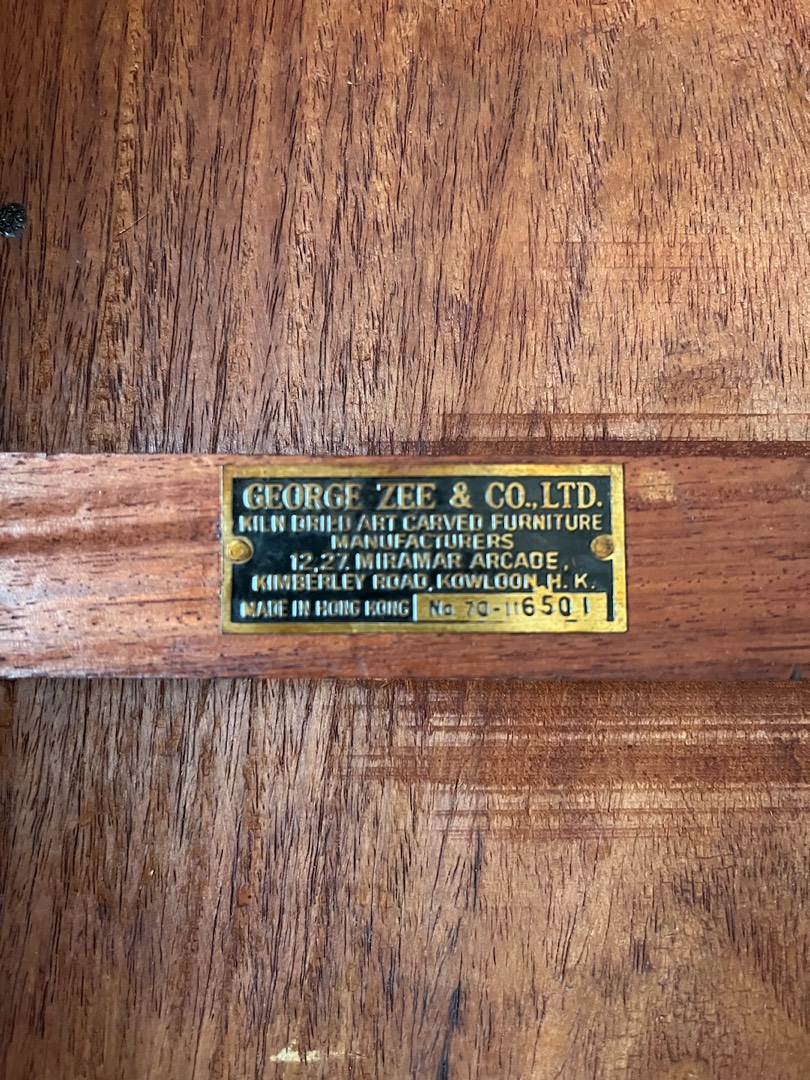 GEORGE ZEE & CO., LTD.
KILN DRIED ART CARVED FURNITURE
MANUFACTURERS
12, 27, MIRAMAR ARCADE,
KIMBERLEY ROAD, KOWLOON, H. K.
MADE IN HONG KONG No. 70-116501